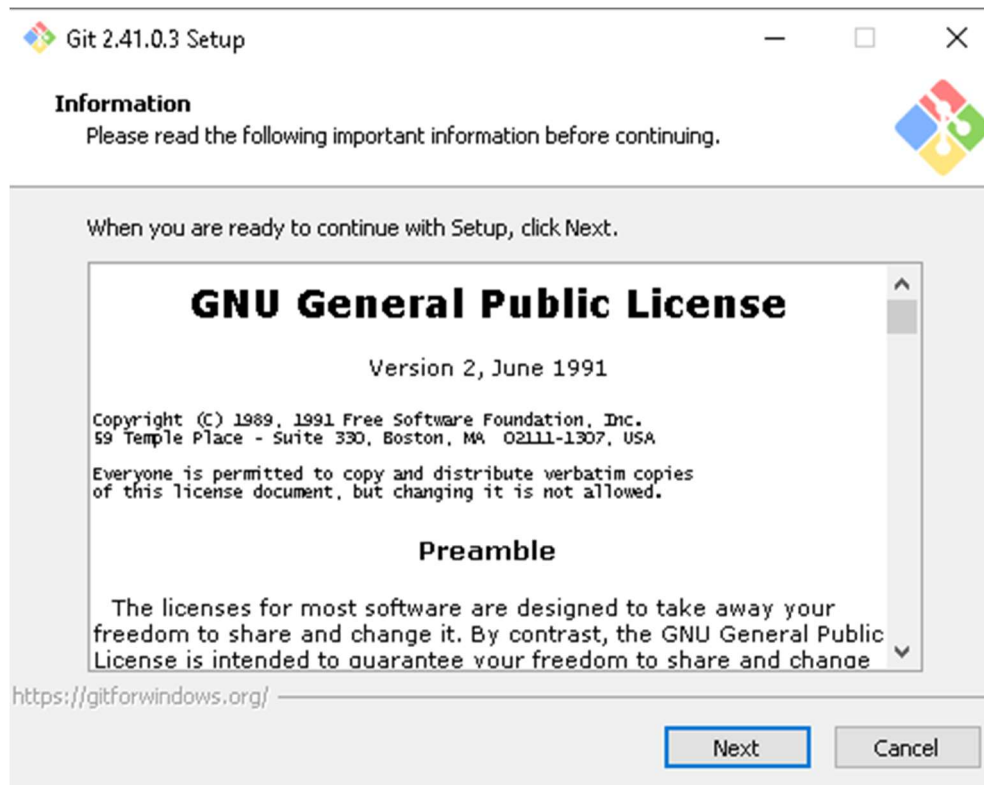 Git 2.41.0.3 Setup
Information
Please read the following important information before continuing.
When you are ready to continue with Setup, click Next.
GNU General Public License
Version 2, June 1991
Copyright (C) 1989, 1991 Free Software Foundation, Inc.
59 Temple Place - Suite 330, Boston, MA  02111-1307, USA
Everyone is permitted to copy and distribute verbatim copies
of this license document, but changing it is not allowed.
Preamble
The licenses for most software are designed to take away your
freedom to share and change it. By contrast, the GNU General Public
License is intended to guarantee your freedom to share and change
https://gitforwindows.org/
Next
Cancel